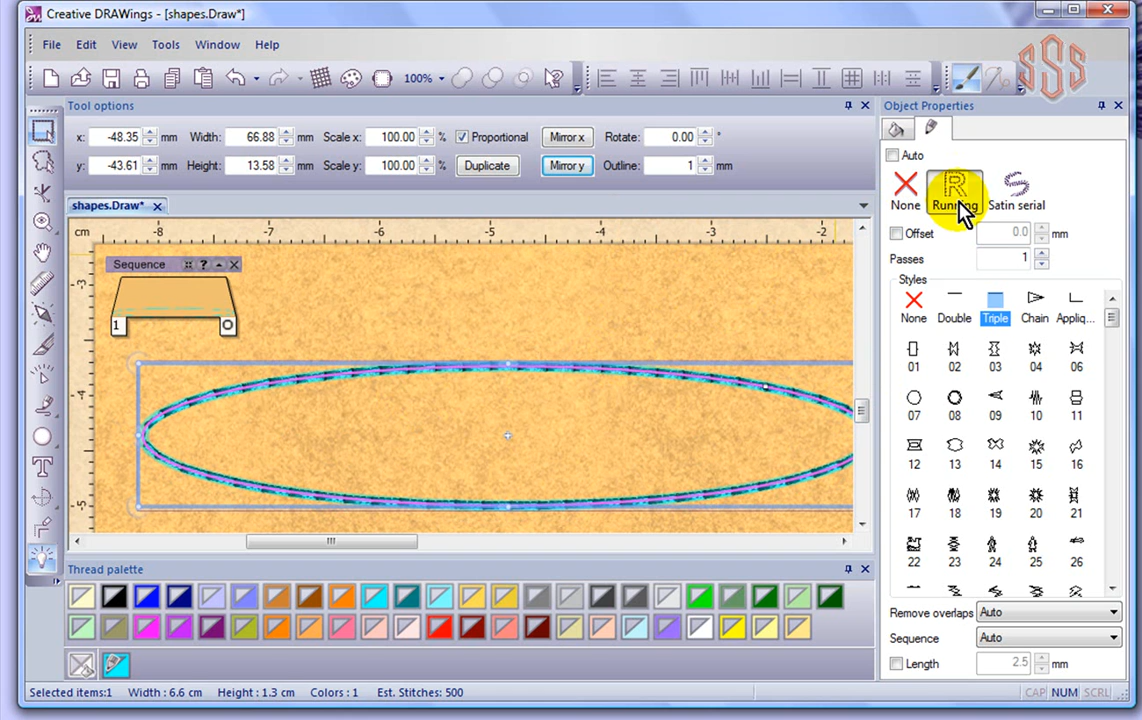 Creative DRAWings - [shapes.Draw*]
File Edit View Tools Window Help
100%
SSS
Tool options
Object Properties
x: -48.35 mm Width: 66.88 mm Scale x: 100.00 % Proportional Mirror x Rotate: 0.00 °
y: -43.61 mm Height: 13.58 mm Scale y: 100.00 % Duplicate Mirror y Outline: 1 mm
Auto
None Running Satin serial
shapes.Draw*
cm -8 -7 -6 -5 -4 -3 -2
Offset 0.0 mm
Passes 1
Sequence ?
1 O
-3
-4
-5
Styles
None Double Triple Chain Appliq...
01 02 03 04 06
07 08 09 10 11
12 13 14 15 16
17 18 19 20 21
22 23 24 25 26
Remove overlaps Auto
Sequence Auto
Length 2.5 mm
Thread palette
Selected items:1 Width : 6.6 cm Height : 1.3 cm Colors : 1 Est. Stitches: 500
CAP NUM SCRL